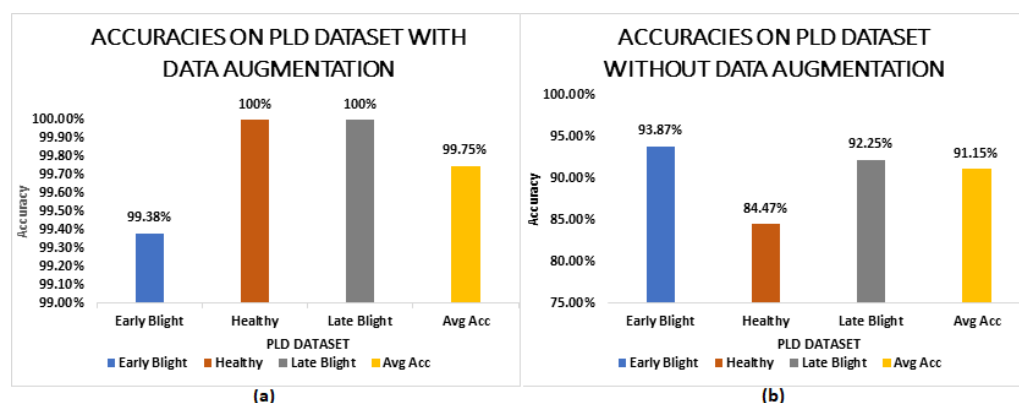 ACCURACIES ON PLD DATASET WITH
DATA AUGMENTATION
100.00%
99.90%
99.80%
99.70%
99.60%
99.50%
99.40%
99.30%
99.20%
99.10%
99.00%
Accuracy
99.38%
100%
100%
99.75%
Early Blight Healthy Late Blight Avg Acc
PLD DATASET
Early Blight Healthy Late Blight Avg Acc
(a)
ACCURACIES ON PLD DATASET
WITHOUT DATA AUGMENTATION
100.00%
95.00%
90.00%
85.00%
80.00%
75.00%
Accuracy
93.87%
84.47%
92.25%
91.15%
Early Blight Healthy Late Blight Avg Acc
PLD DATASET
Early Blight Healthy Late Blight Avg Acc
(b)